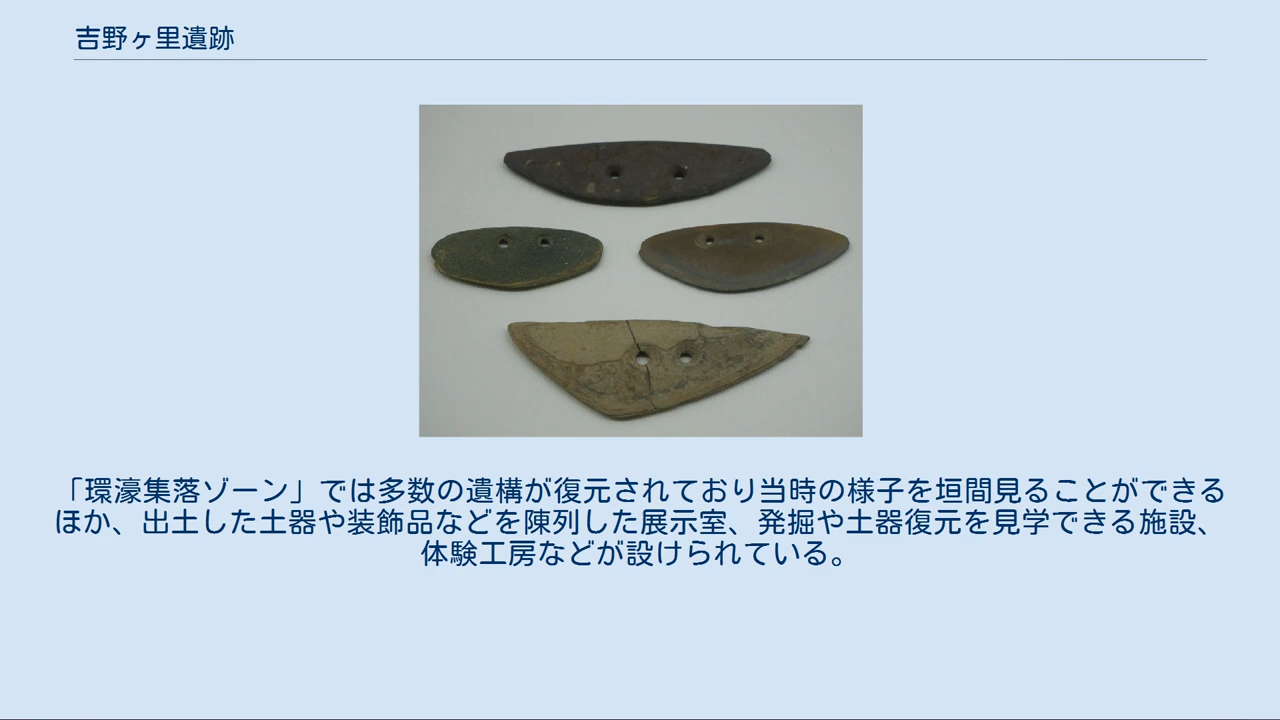 吉野ヶ里遺跡
「環濠集落ゾーン」では多数の遺構が復元されており当時の様子を垣間見ることができる
ほか、出土した土器や装飾品などを陳列した展示室、発掘や土器復元を見学できる施設、
体験工房などが設けられている。